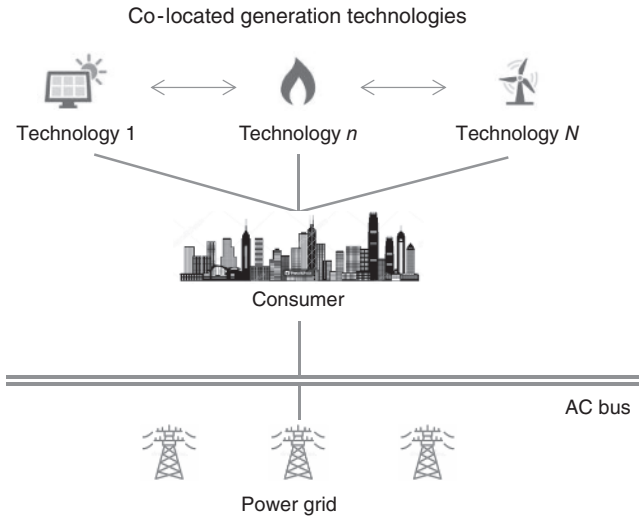 Co-located generation technologies
Technology 1
Technology n
Technology N
Consumer
AC bus
Power grid